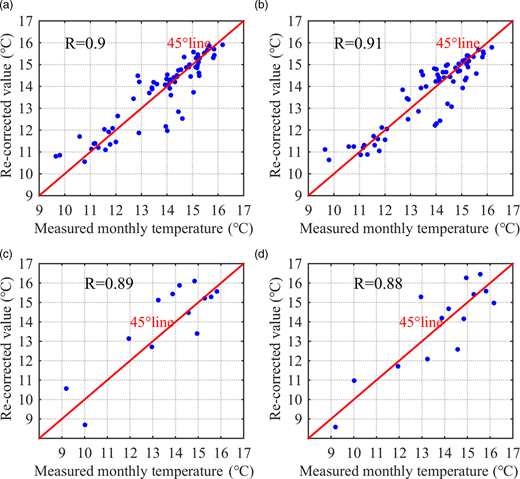 (a)
(b)
17
16
15
14
13
12
11
10
9
Re-corrected value (℃)
R=0.9
45°line
9 10 11 12 13 14 15 16 17
Measured monthly temperature (℃)
17
16
15
14
13
12
11
10
9
Re-corrected value (℃)
R=0.91
45°line
9 10 11 12 13 14 15 16 17
Measured monthly temperature (℃)
(c)
(d)
17
16
15
14
13
12
11
10
9
Re-corrected value (℃)
R=0.89
45°line
9 10 11 12 13 14 15 16 17
Measured monthly temperature (℃)
17
16
15
14
13
12
11
10
9
Re-corrected value (℃)
R=0.88
45°line
9 10 11 12 13 14 15 16 17
Measured monthly temperature (℃)